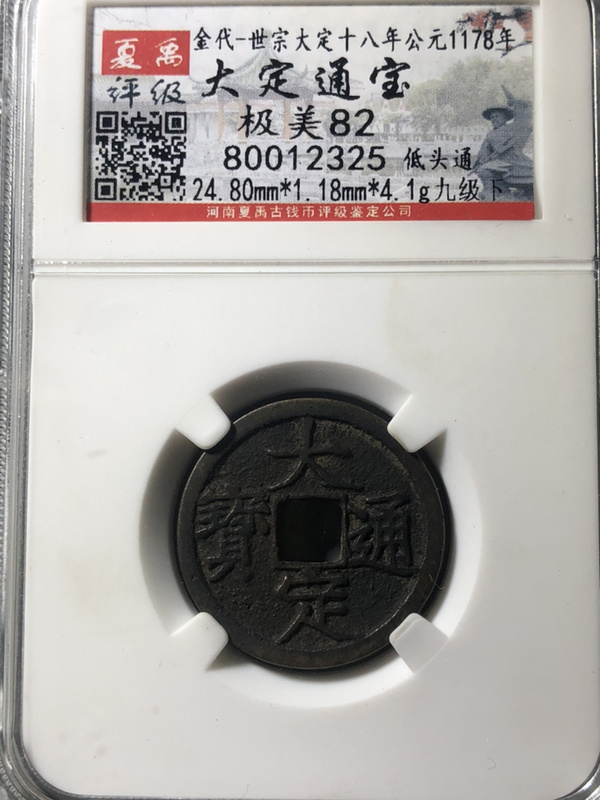 夏禹
评级
金代-世宗大定十八年公元1178年
大定通宝
极美82
80012325 低头通
24.80mm*1.18mm*4.1g九级下
河南夏禹古钱币评级鉴定公司
大
寳 通
定